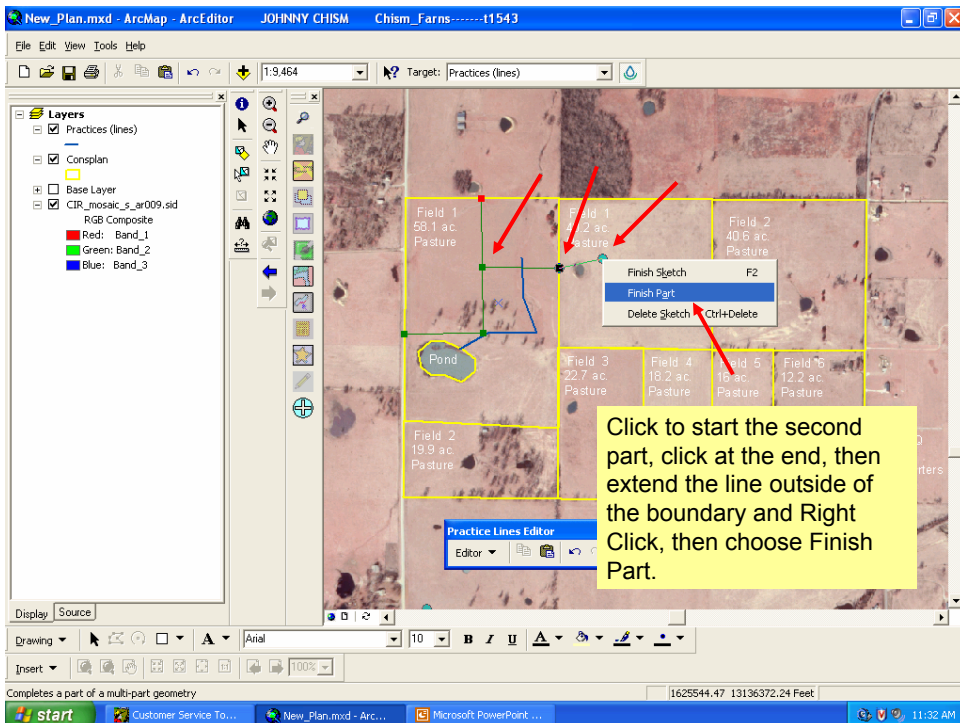 New_Plan.mxd - ArcMap - ArcEditor JOHNNY CHISM Chism_Farns-------t1543
File Edit View Tools Help
1:9,464 Target: Practices (lines)
Layers
Practices (lines)
Consplan
Base Layer
CIR_mosaic_s_ar009.sid
RGB Composite
Red: Band_1
Green: Band_2
Blue: Band_3
Field 1
58.1 ac.
Pasture
Field 1
.2 ac.
Pasture
Field 2
40.6 ac.
Pasture
Finish Sketch F2
Finish Part
Delete Sketch Ctrl+Delete
Pond
Field 3
22.7 ac.
Pasture
Field 4
18.2 ac.
Pasture
Field 5
16 ac.
Pasture
Field 6
12.2 ac.
Pasture
Field 2
19.9 ac.
Pasture
Click to start the second
part, click at the end, then
extend the line outside of
the boundary and Right
Click, then choose Finish
Part.
Practice Lines Editor
Editor
Display Source
Drawing A Arial 10 B I U A
Insert 100%
Completes a part of a multi-part geometry 1625544.47 13136372.24 Feet
start Customer Service To... New_Plan.mxd - Arc... Microsoft PowerPoint ... 11:32 AM